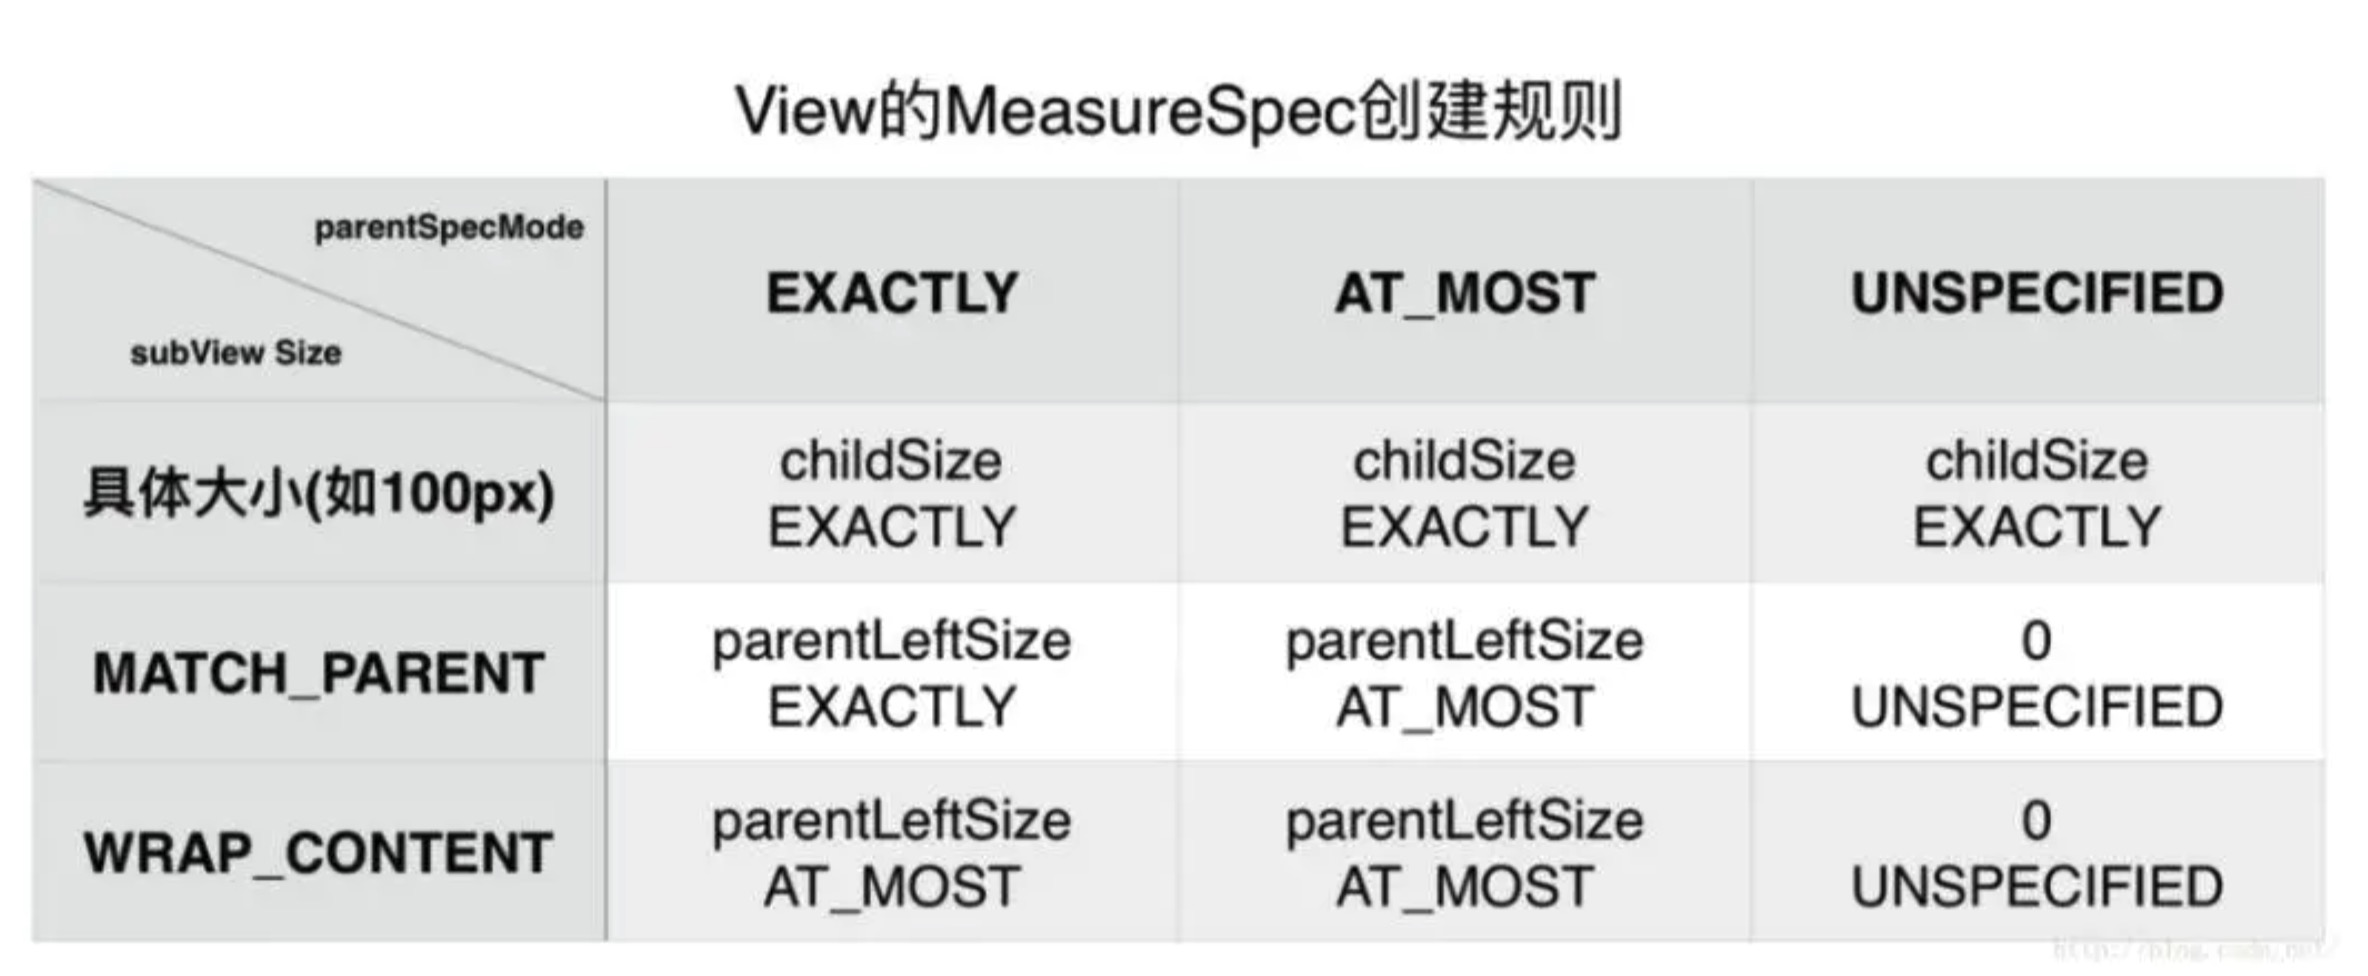 View的MeasureSpec创建规则
parentSpecMode
subView Size
EXACTLY
AT_MOST
UNSPECIFIED
具体大小(如100px)
childSize
EXACTLY
childSize
EXACTLY
childSize
EXACTLY
MATCH_PARENT
parentLeftSize
EXACTLY
parentLeftSize
AT_MOST
0
UNSPECIFIED
WRAP_CONTENT
parentLeftSize
AT_MOST
parentLeftSize
AT_MOST
0
UNSPECIFIED